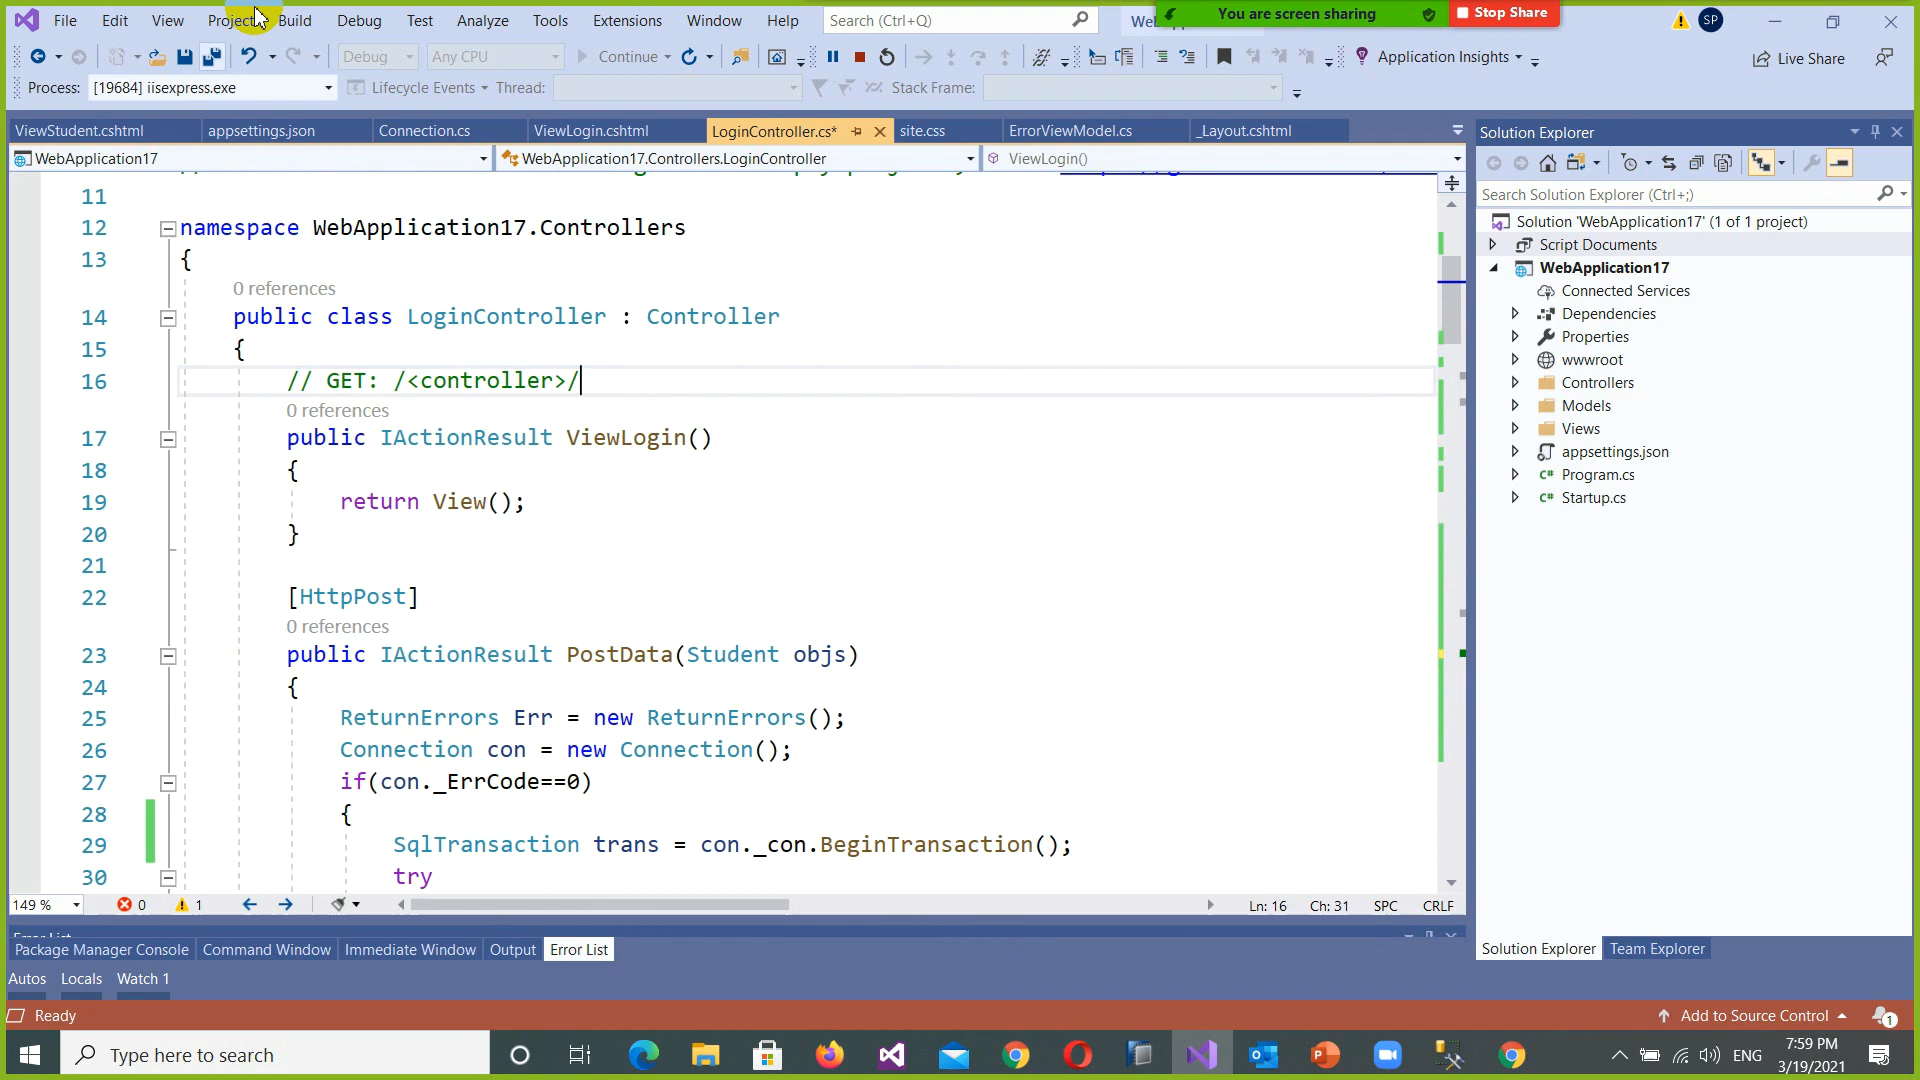 File Edit View Project Build Debug Test Analyze Tools Extensions Window Help Search (Ctrl+Q) You are screen sharing Stop Share SP
Debug Any CPU Continue Application Insights Live Share
Process: [19684] iisexpress.exe Lifecycle Events Thread: Stack Frame:
ViewStudent.cshtml appsettings.json Connection.cs ViewLogin.cshtml LoginController.cs* site.css ErrorViewModel.cs _Layout.cshtml
WebApplication17 WebApplication17.Controllers.LoginController ViewLogin()
11
12 namespace WebApplication17.Controllers
13 {
0 references
14 public class LoginController : Controller
15 {
16 // GET: /<controller>/
0 references
17 public IActionResult ViewLogin()
18 {
19 return View();
20 }
21
22 [HttpPost]
0 references
23 public IActionResult PostData(Student objs)
24 {
25 ReturnErrors Err = new ReturnErrors();
26 Connection con = new Connection();
27 if(con._ErrCode==0)
28 {
29 SqlTransaction trans = con._con.BeginTransaction();
30 try
149 % 0 1 Ln: 16 Ch: 31 SPC CRLF
Solution Explorer
Search Solution Explorer (Ctrl+;)
Solution 'WebApplication17' (1 of 1 project)
Script Documents
WebApplication17
Connected Services
Dependencies
Properties
wwwroot
Controllers
Models
Views
appsettings.json
C# Program.cs
C# Startup.cs
Solution Explorer Team Explorer
Error List
Package Manager Console Command Window Immediate Window Output Error List
Autos Locals Watch 1
Ready Add to Source Control 1
Type here to search ENG 7:59 PM
3/19/2021